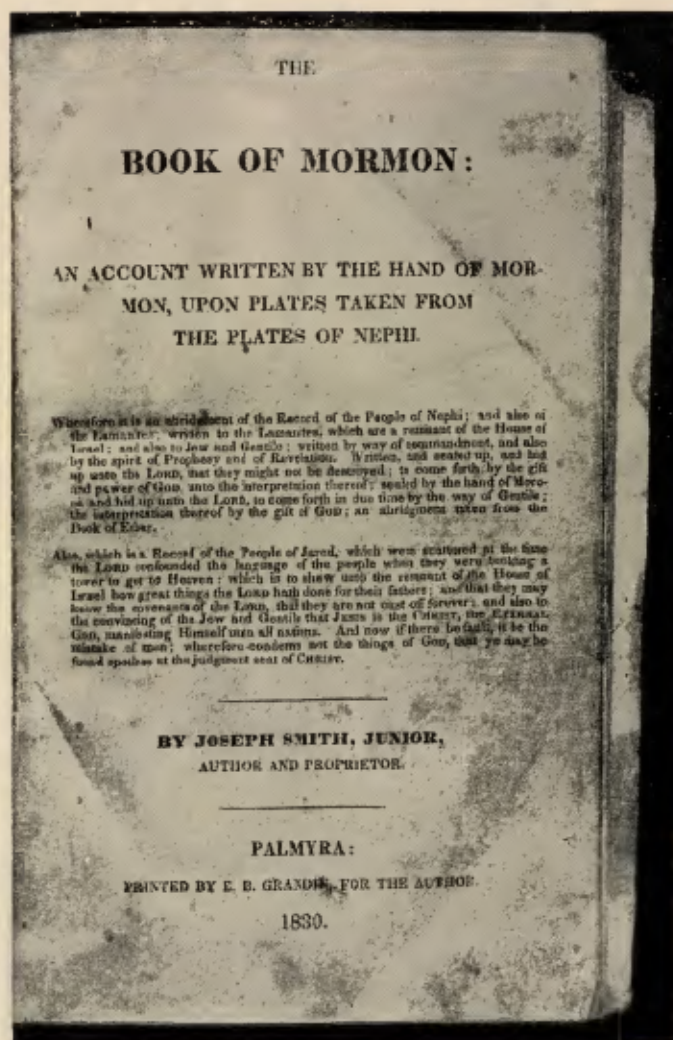 THE
BOOK OF MORMON:
AN ACCOUNT WRITTEN BY THE HAND OF MOR-
MON, UPON PLATES TAKEN FROM
THE PLATES OF NEPHI.
Wherefore it is an abridgment of the Record of the People of Nephi; and also of
the Lamanites; written to the Lamanites, which are a remnant of the House of
Israel; and also to Jew and Gentile; written by way of commandment, and also
by the spirit of Prophecy and of Revelation. Written, and sealed up, and hid
up unto the LORD, that they might not be destroyed; to come forth by the gift
and power of GOD, unto the interpretation thereof; sealed by the hand of Moro-
ni and hid up unto the LORD, to come forth in due time by the way of Gentile;
the interpretation thereof by the gift of GOD; an abridgment taken from the
Book of Ether.
Also, which is a Record of the People of Jared, which were scattered at the time
the LORD confounded the language of the people when they were building a
tower to get to Heaven: which is to shew unto the remnant of the House of
Israel how great things the LORD hath done for their fathers; and that they may
know the covenants of the LORD, that they are not cast off forever; and also to
the convincing of the Jew and Gentile that JESUS is the CHRIST, the ETERNAL
GOD, manifesting Himself unto all nations. And now if there be fault, it be the
mistake of men; wherefore condemn not the things of GOD, that ye may be
found spotless at the judgment seat of CHRIST.
BY JOSEPH SMITH, JUNIOR,
AUTHOR AND PROPRIETOR.
PALMYRA:
PRINTED BY E. B. GRANDIN, FOR THE AUTHOR.
1830.